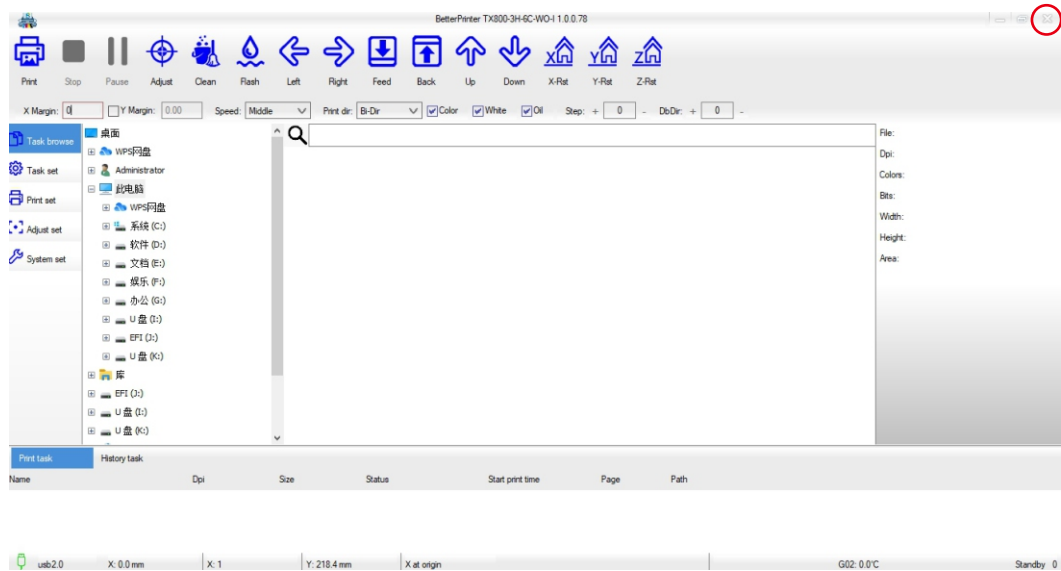 BetterPrinter TX800-3H-6C-WO-I 1.0.0.78
Print Stop Pause Adjust Clean Flash Left Right Feed Back Up Down X-Rst Y-Rst Z-Rst
X Margin: 0 Y Margin: 0.00 Speed: Middle Print dir: Bi-Dir Color White Oil Step: + 0 - DbDir: + 0 -
Task browse
Task set
Print set
Adjust set
System set
桌面
WPS网盘
Administrator
此电脑
WPS网盘
系统 (C:)
软件 (D:)
文档 (E:)
娱乐 (F:)
办公 (G:)
U 盘 (I:)
EFI (J:)
U 盘 (K:)
库
EFI (J:)
U 盘 (I:)
U 盘 (K:)
File:
Dpi:
Colors:
Bits:
Width:
Height:
Area:
Print task History task
Name Dpi Size Status Start print time Page Path
usb2.0 X: 0.0 mm X: 1 Y: 218.4 mm X at origin G02: 0.0°C Standby 0